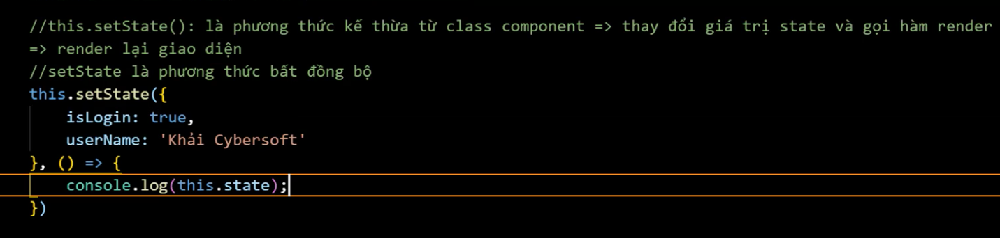 //this.setState(): là phương thức kế thừa từ class component => thay đổi giá trị state và gọi hàm render
=> render lại giao diện
//setState là phương thức bất đồng bộ
this.setState({
    isLogin: true,
    userName: 'Khải Cybersoft'
}, () => {
    console.log(this.state);
})